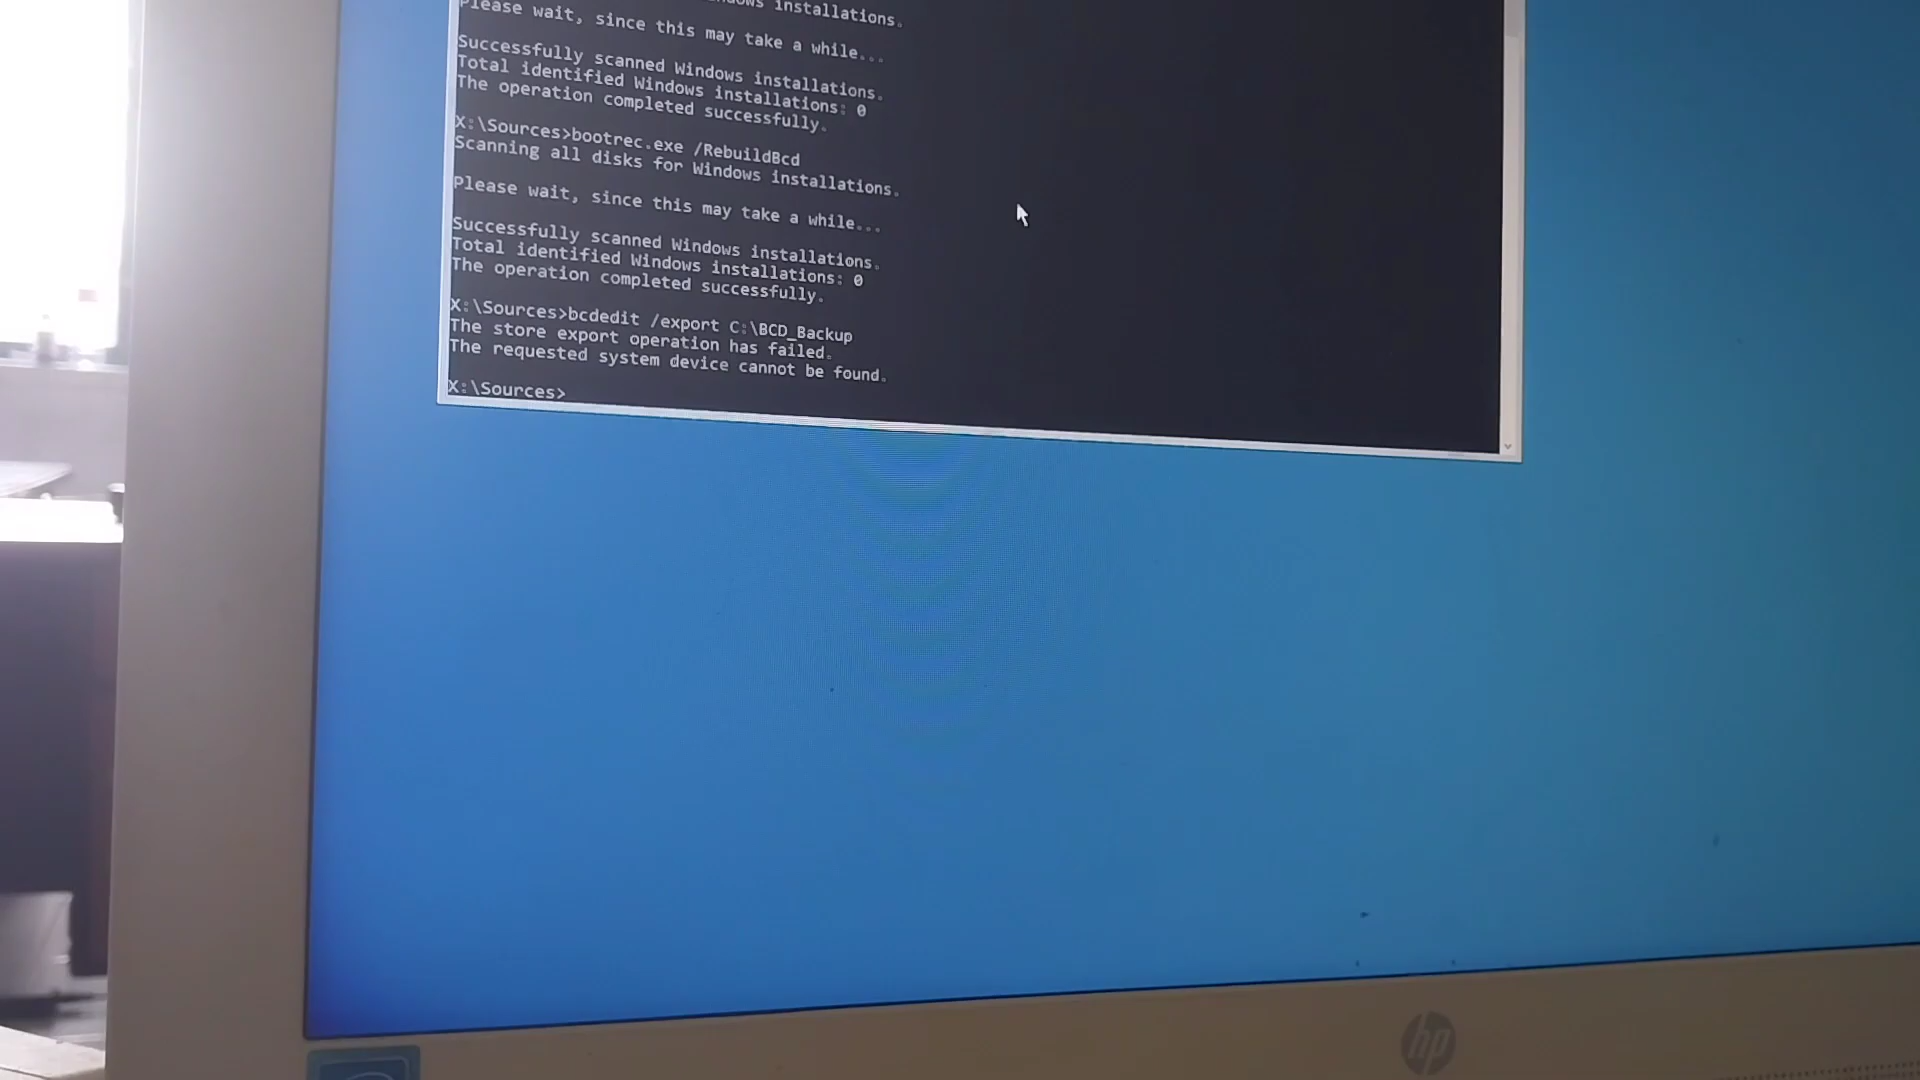 dows installations.
Please wait, since this may take a while...
Successfully scanned Windows installations.
Total identified Windows installations: 0
The operation completed successfully.
X:\Sources>bootrec.exe /RebuildBcd
Scanning all disks for Windows installations.
Please wait, since this may take a while...
Successfully scanned Windows installations.
Total identified Windows installations: 0
The operation completed successfully.
X:\Sources>bcdedit /export C:\BCD_Backup
The store export operation has failed.
The requested system device cannot be found.
X:\Sources>
hp